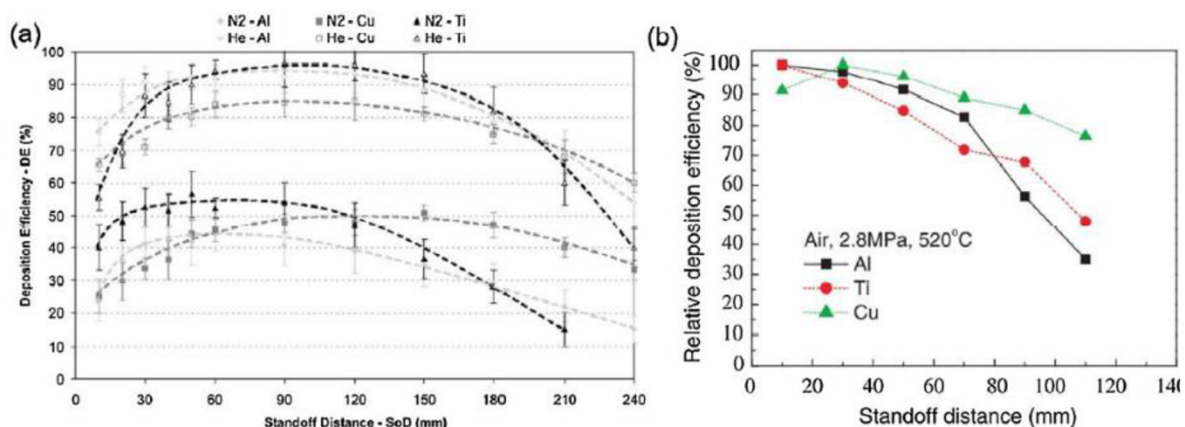 (a)
N2 - Al N2 - Cu N2 - Ti
He - Al He - Cu He - Ti
Deposition Efficiency - DE (%)
100
90
80
70
60
50
40
30
20
10
0
0 30 60 90 120 150 180 210 240
Standoff Distance - SoD (mm)
(b)
Relative deposition efficiency (%)
100
90
80
70
60
50
40
30
20
10
0
Air, 2.8MPa, 520°C
Al
Ti
Cu
0 20 40 60 80 100 120 140
Standoff distance (mm)